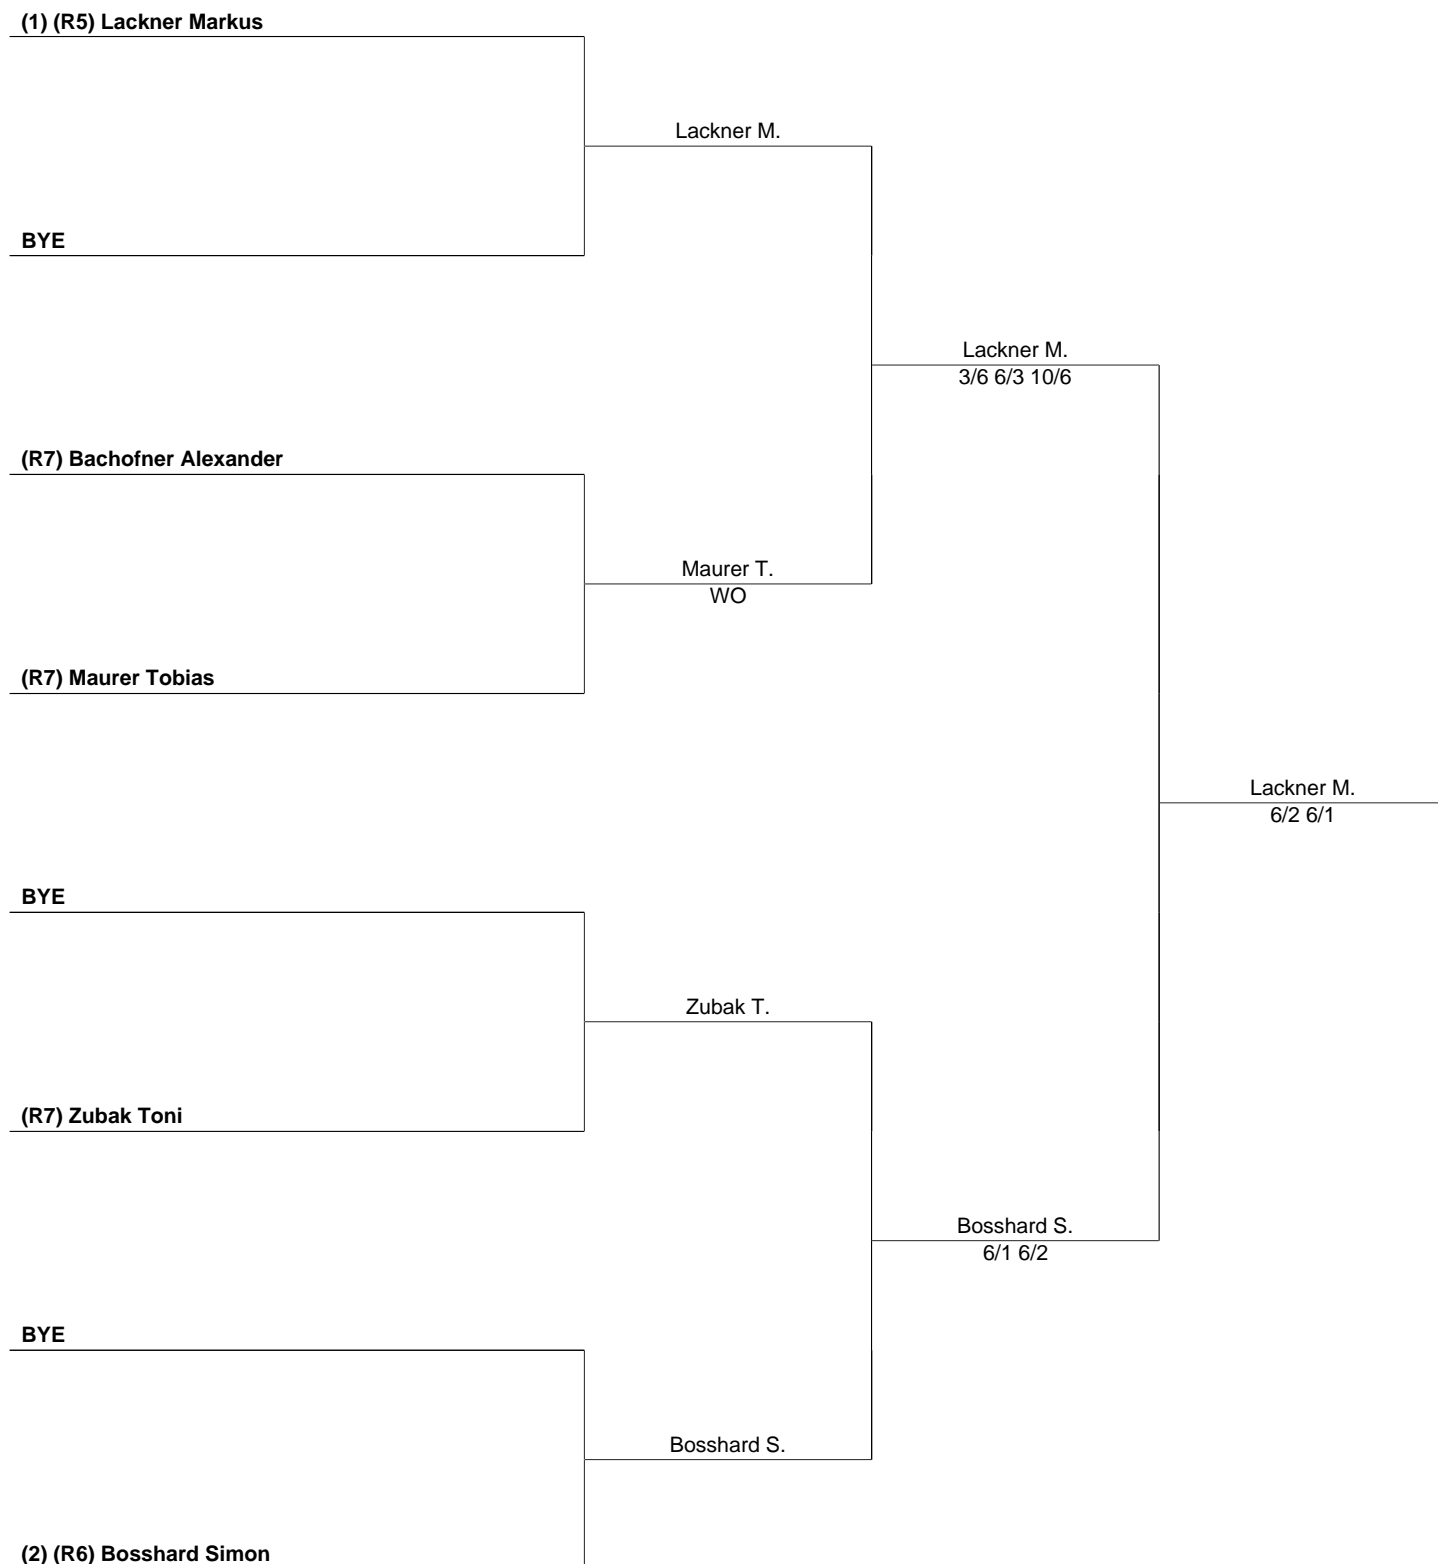 (1) (R5) Lackner Markus
Lackner M.
BYE
Lackner M.
3/6 6/3 10/6
(R7) Bachofner Alexander
Maurer T.
WO
(R7) Maurer Tobias
Lackner M.
6/2 6/1
BYE
Zubak T.
(R7) Zubak Toni
Bosshard S.
6/1 6/2
BYE
Bosshard S.
(2) (R6) Bosshard Simon